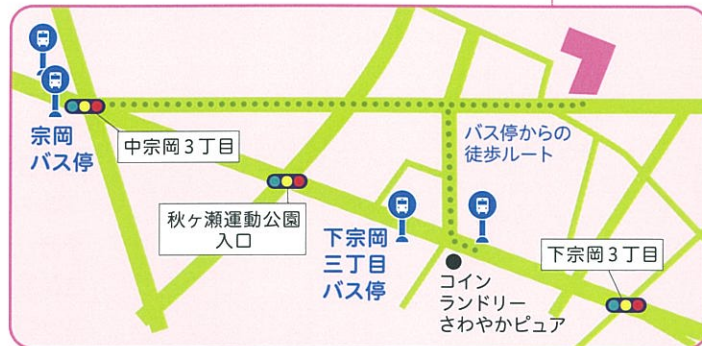 宗岡
バス停
中宗岡3丁目
バス停からの
徒歩ルート
秋ヶ瀬運動公園
入口
下宗岡
三丁目
バス停
下宗岡3丁目
コイン
ランドリー
さわやかピュア